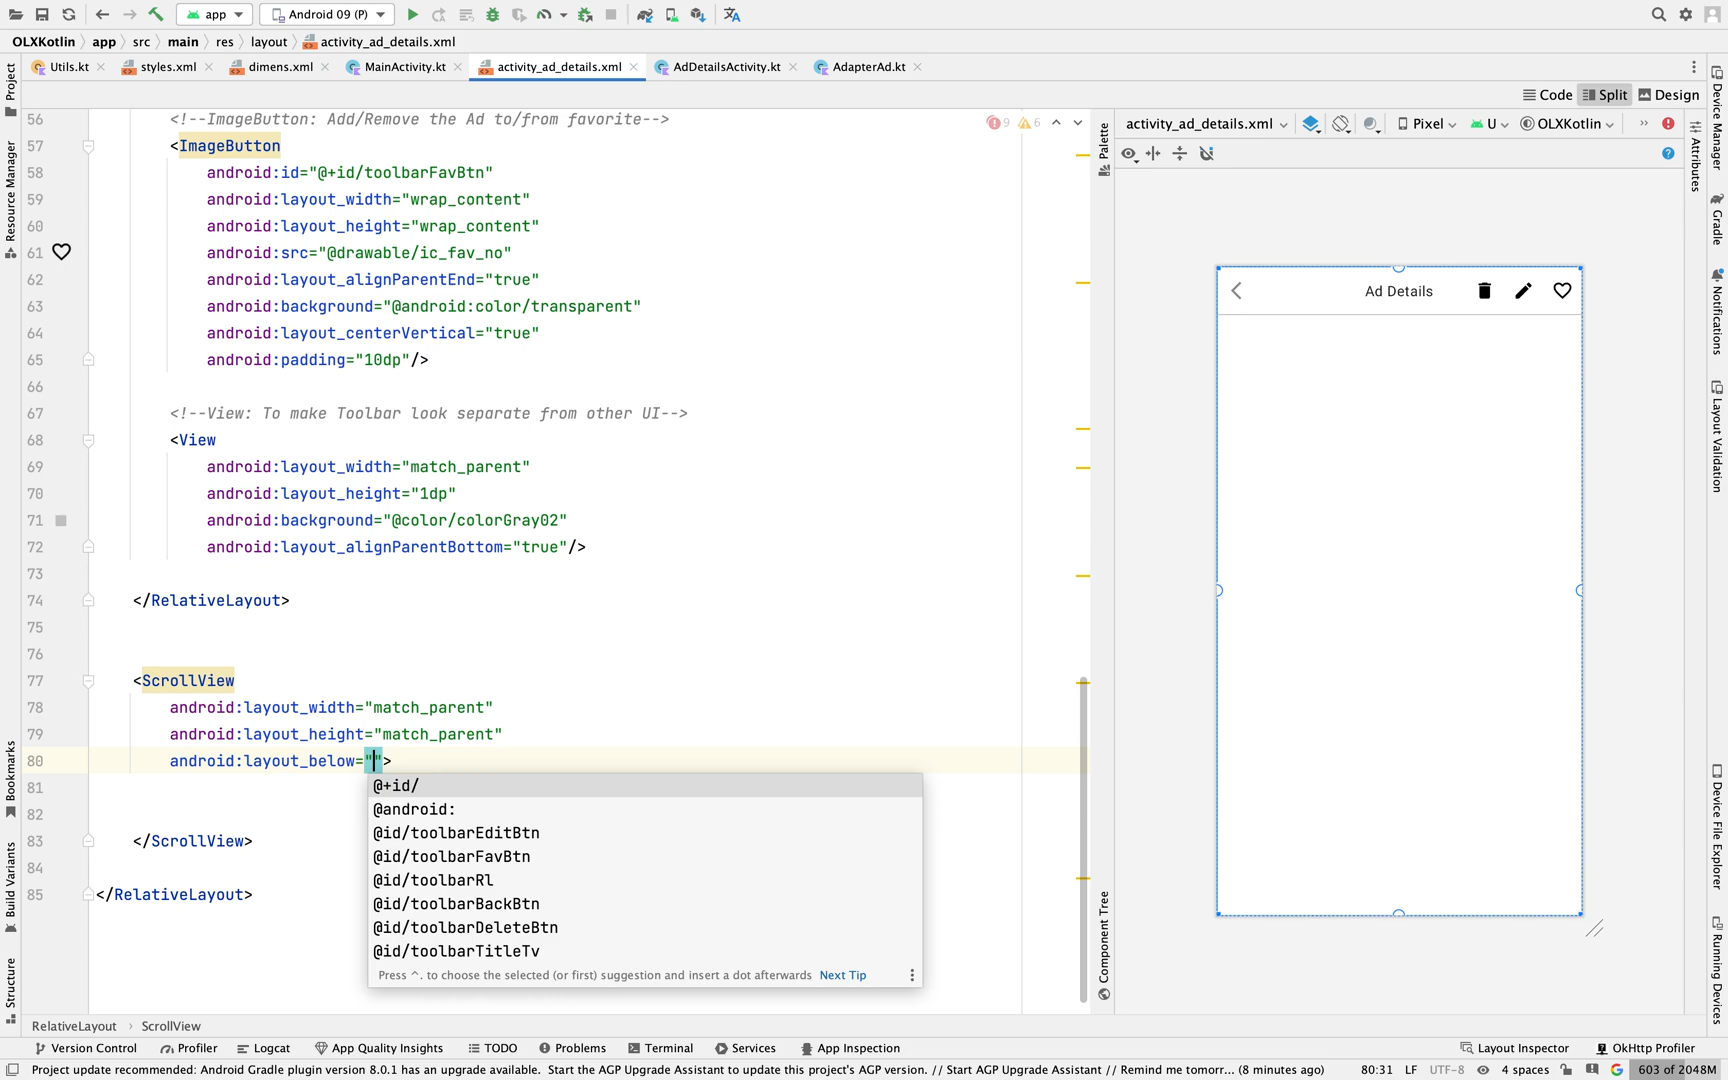 app
Android 09 (P)
OLXKotlin
app
src
main
res
layout
activity_ad_details.xml
Utils.kt
styles.xml
dimens.xml
MainActivity.kt
activity_ad_details.xml
AdDetailsActivity.kt
AdapterAd.kt
Code
Split
Design
Project
Resource Manager
Bookmarks
Build Variants
Structure
56
<!--ImageButton: Add/Remove the Ad to/from favorite-->
9
6
57
<ImageButton
58
android:id="@+id/toolbarFavBtn"
59
android:layout_width="wrap_content"
60
android:layout_height="wrap_content"
61
android:src="@drawable/ic_fav_no"
62
android:layout_alignParentEnd="true"
63
android:background="@android:color/transparent"
64
android:layout_centerVertical="true"
65
android:padding="10dp"/>
66
67
<!--View: To make Toolbar look separate from other UI-->
68
<View
69
android:layout_width="match_parent"
70
android:layout_height="1dp"
71
android:background="@color/colorGray02"
72
android:layout_alignParentBottom="true"/>
73
74
</RelativeLayout>
75
76
77
<ScrollView
78
android:layout_width="match_parent"
79
android:layout_height="match_parent"
80
android:layout_below="">
81
82
83
</ScrollView>
84
85
</RelativeLayout>
@+id/
@android:
@id/toolbarEditBtn
@id/toolbarFavBtn
@id/toolbarRl
@id/toolbarBackBtn
@id/toolbarDeleteBtn
@id/toolbarTitleTv
Press ^. to choose the selected (or first) suggestion and insert a dot afterwards Next Tip
Palette
Component Tree
activity_ad_details.xml
Pixel
U
OLXKotlin
Ad Details
Attributes
Device Manager
Gradle
Notifications
Layout Validation
Device File Explorer
Running Devices
RelativeLayout
ScrollView
Version Control
Profiler
Logcat
App Quality Insights
TODO
Problems
Terminal
Services
App Inspection
Layout Inspector
OkHttp Profiler
Project update recommended: Android Gradle plugin version 8.0.1 has an upgrade available. Start the AGP Upgrade Assistant to update this project's AGP version. // Start AGP Upgrade Assistant // Remind me tomorr... (8 minutes ago)
80:31
LF
UTF-8
4 spaces
603 of 2048M